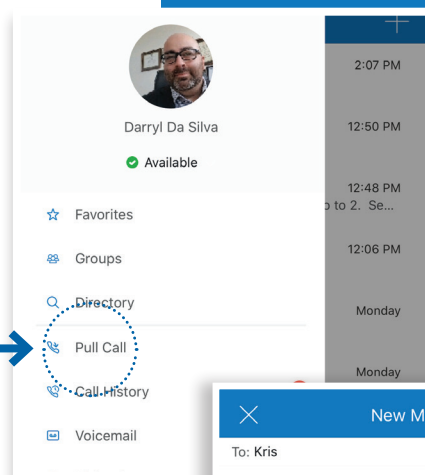 2:07 PM
Darryl Da Silva
12:50 PM
Available
12:48 PM
to 2. Se...
Favorites
12:06 PM
Groups
Directory
Monday
Pull Call
Monday
Call History
New M
Voicemail
To: Kris